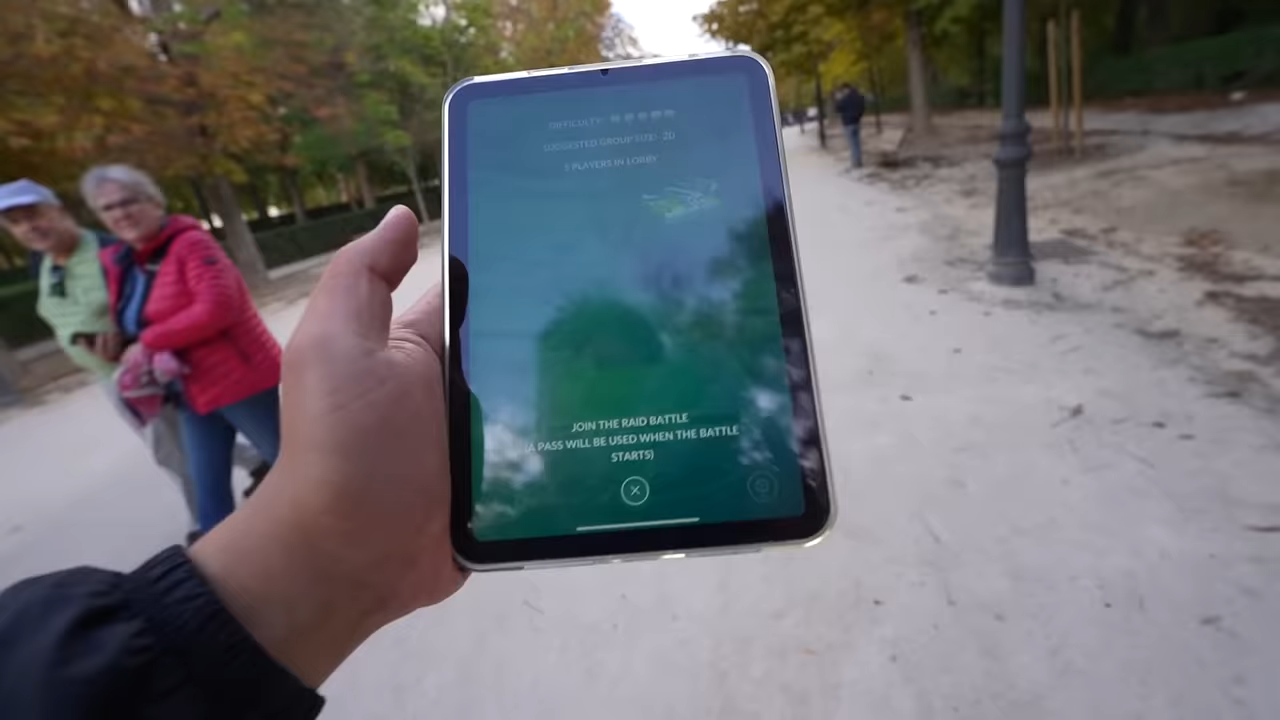 DIFFICULTY:
SUGGESTED GROUP SIZE: 20
5 PLAYERS IN LOBBY
JOIN THE RAID BATTLE
(A PASS WILL BE USED WHEN THE BATTLE
STARTS)